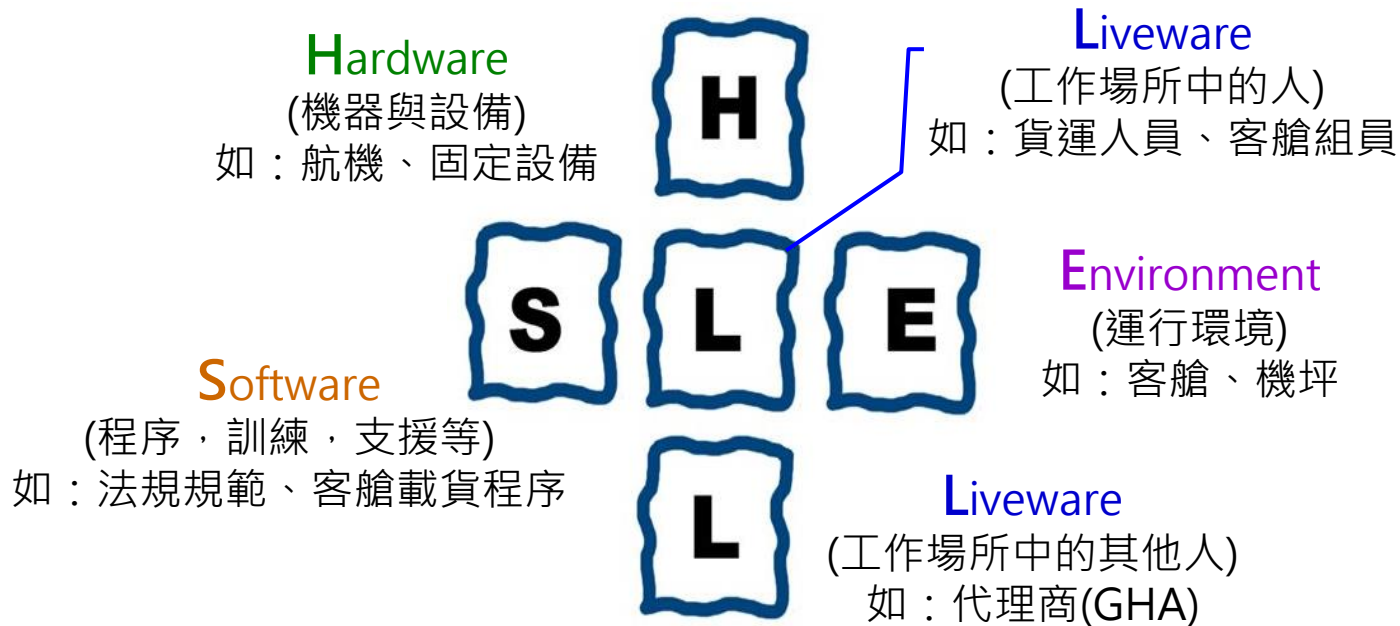 Hardware
(機器與設備)
如：航機、固定設備
H
Liveware
(工作場所中的人)
如：貨運人員、客艙組員
S
L
E
Environment
(運行環境)
如：客艙、機坪
Software
(程序，訓練，支援等)
如：法規規範、客艙載貨程序
L
Liveware
(工作場所中的其他人)
如：代理商(GHA)